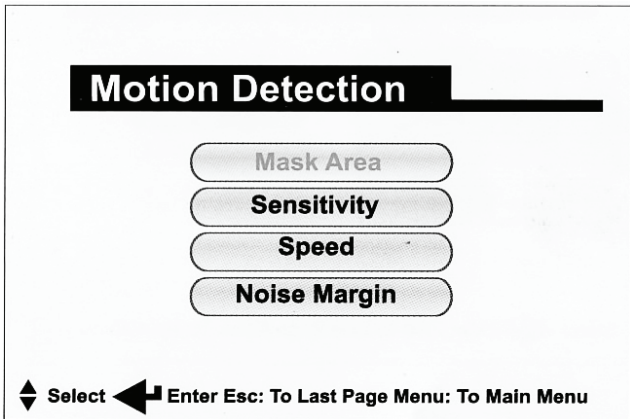 Motion Detection
Mask Area
Sensitivity
Speed
Noise Margin
Select Enter Esc: To Last Page Menu: To Main Menu